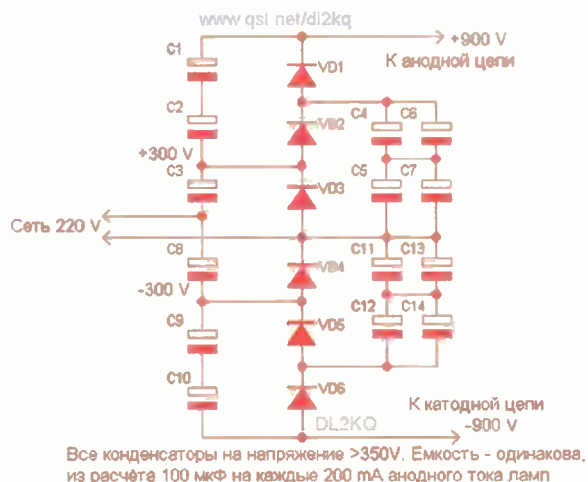 www.qsl.net/dl2kq
+900 V
C1
VD1
К анодной цепи
C2
C4
C6
VD2
+300 V
C3
C5
C7
VD3
Сеть 220 V
C8
C11
C13
VD4
-300 V
C9
C12
C14
VD5
C10
VD6
К катодной цепи
DL2KQ
-900 V
Все конденсаторы на напряжение >350V. Емкость - одинакова,
из расчёта 100 мкФ на каждые 200 mA анодного тока ламп